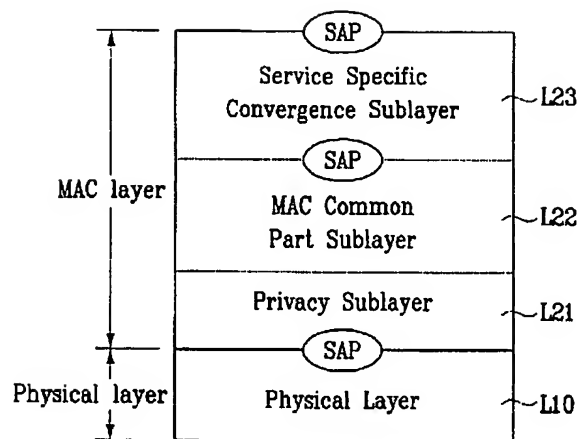 SAP
Service Specific
Convergence Sublayer
L23
SAP
MAC layer
MAC Common
Part Sublayer
L22
Privacy Sublayer
L21
SAP
Physical layer
Physical Layer
L10